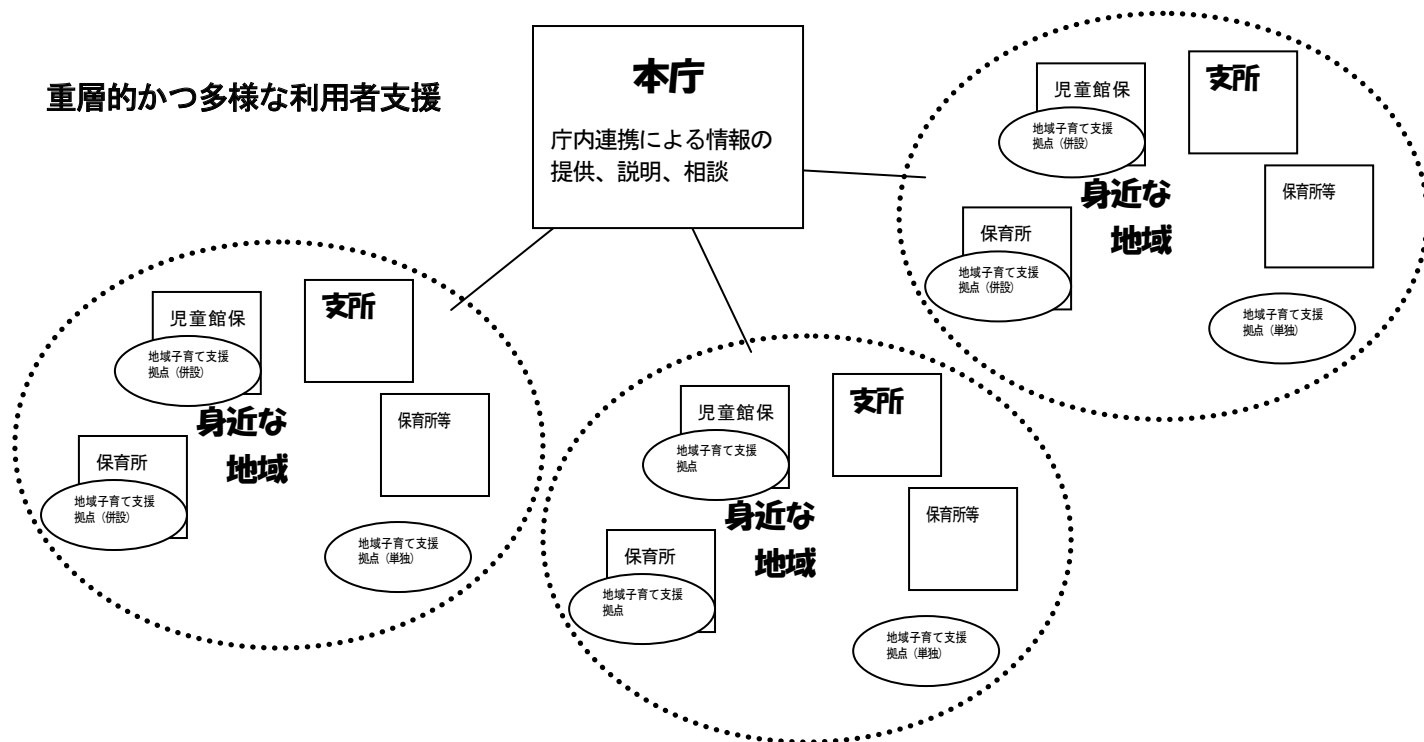 重層的かつ多様な利用者支援
本庁
庁内連携による情報の
提供、説明、相談
児童館保
地域子育て支援
拠点（併設）
支所
保育所等
身近な
地域
保育所
地域子育て支援
拠点（併設）
地域子育て支援
拠点（単独）
児童館保
地域子育て支援
拠点（併設）
支所
保育所等
身近な
地域
保育所
地域子育て支援
拠点（併設）
地域子育て支援
拠点（単独）
児童館保
地域子育て支援
拠点
支所
保育所等
身近な
地域
保育所
地域子育て支援
拠点
地域子育て支援
拠点（単独）